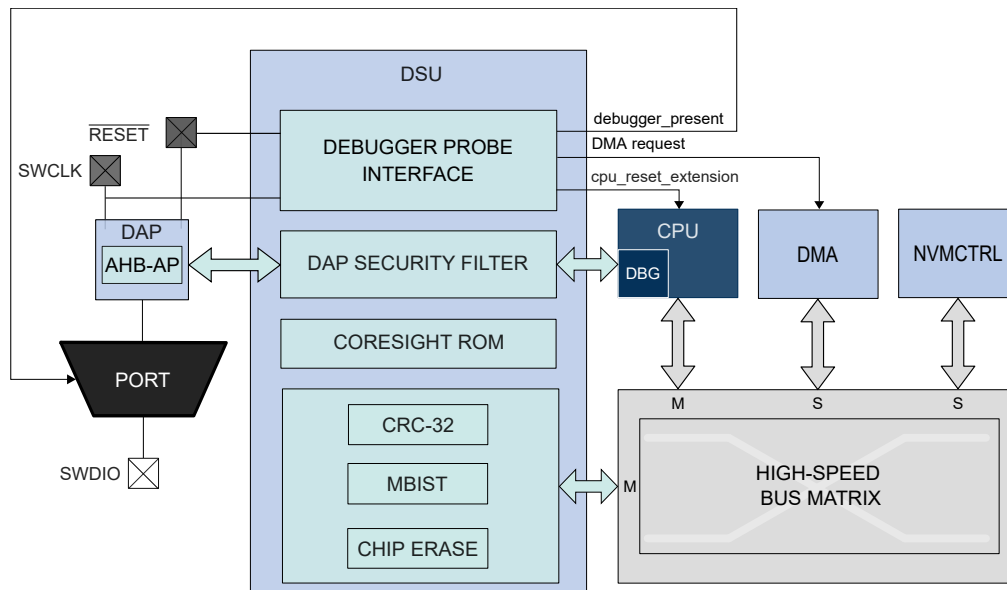 DSU
debugger_present
RESET
DEBUGGER PROBE
INTERFACE
DMA request
SWCLK
cpu_reset_extension
DAP
AHB-AP
DAP SECURITY FILTER
CPU
DBG
DMA
NVMCTRL
CORESIGHT ROM
PORT
M
S
S
CRC-32
MBIST
CHIP ERASE
SWDIO
M
HIGH-SPEED
BUS MATRIX